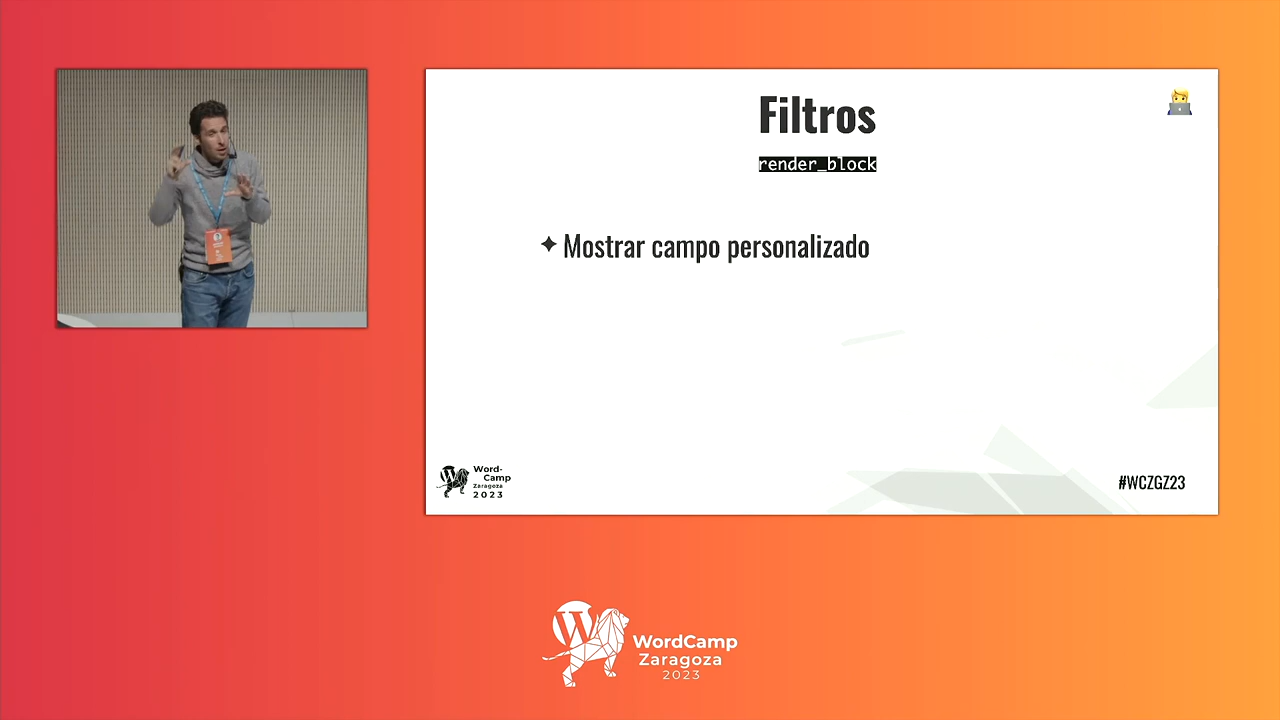 Filtros
render_block
✦ Mostrar campo personalizado
Word-
Camp
Zaragoza
2023
#WCZGZ23
WordCamp
Zaragoza
2023